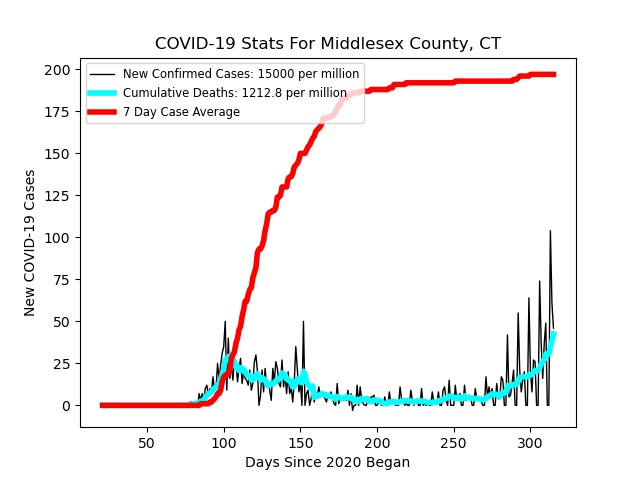 COVID-19 Stats For Middlesex County, CT
New Confirmed Cases: 15000 per million
Cumulative Deaths: 1212.8 per million
7 Day Case Average
200
175
150
125
100
75
50
25
0
New COVID-19 Cases
50 100 150 200 250 300
Days Since 2020 Began